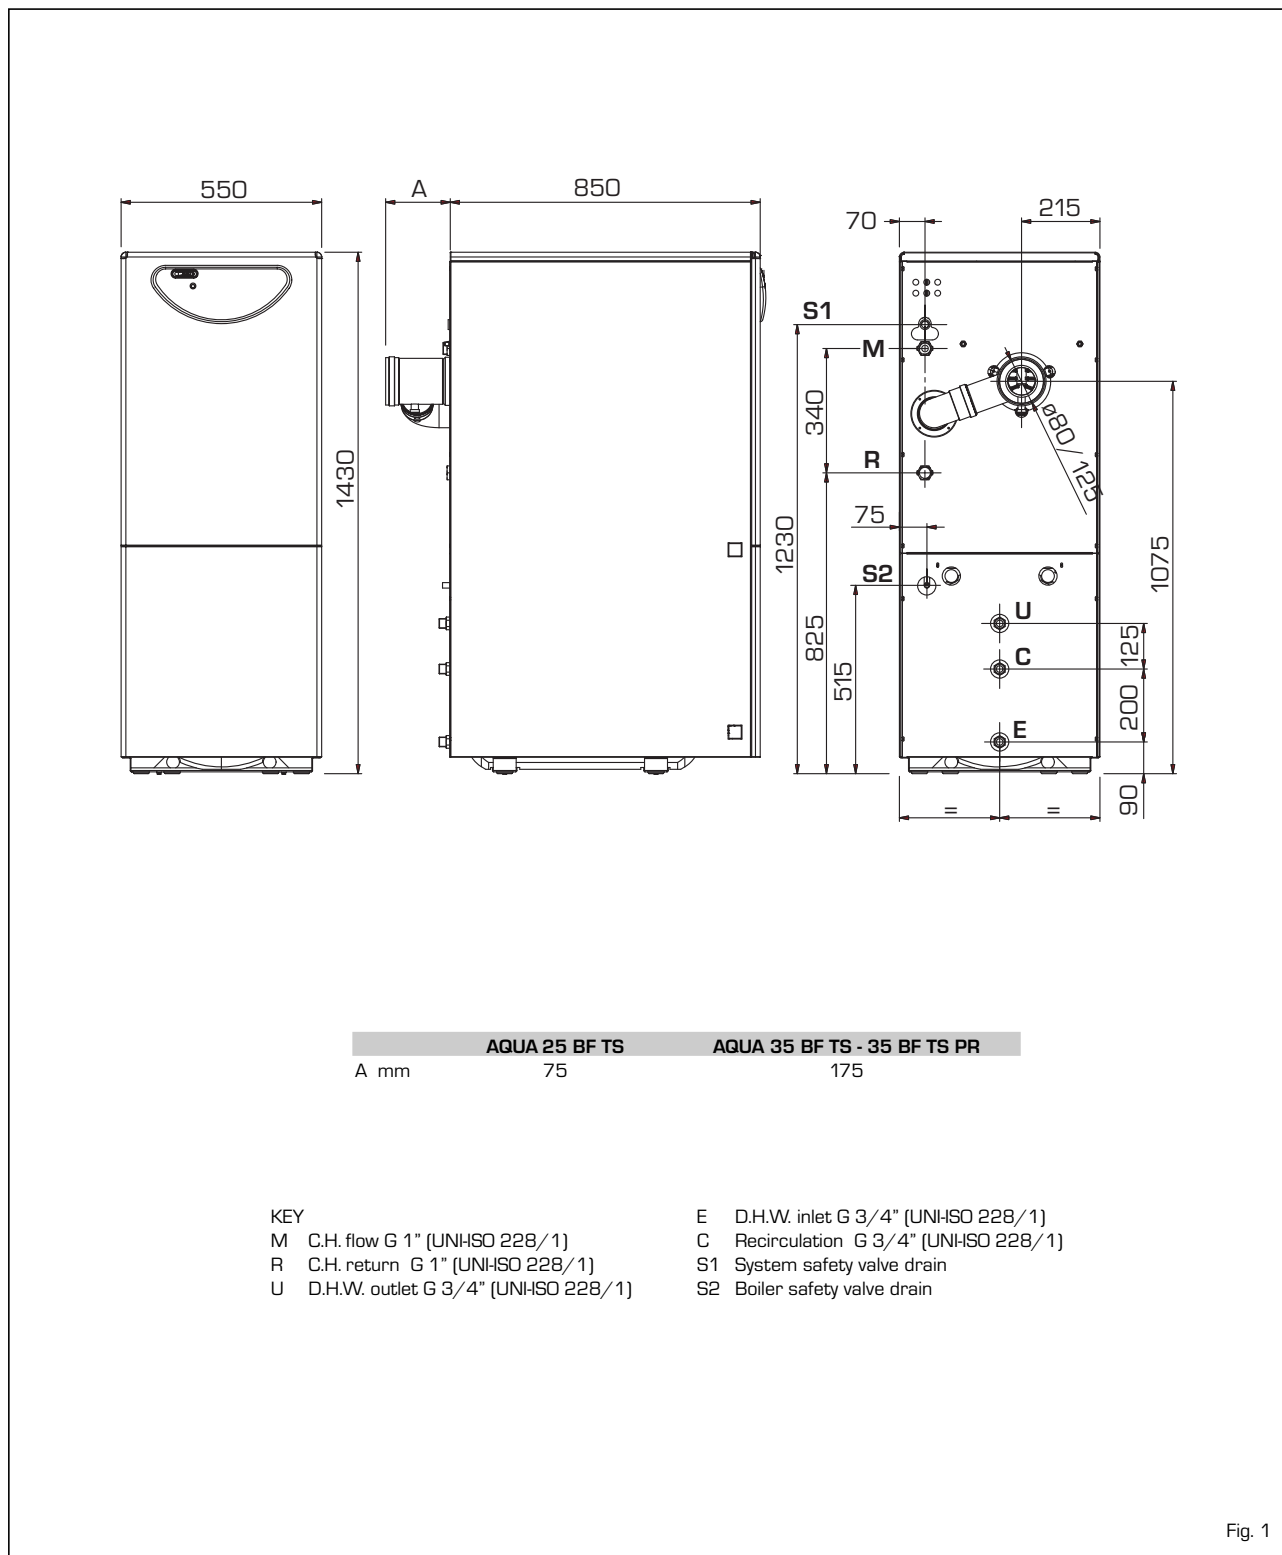 550
A
850
70
215
S1
M
340
ø80/125
1430
R
75
1230
1075
S2
U
825
125
515
C
200
E
90
= =
AQUA 25 BF TS AQUA 35 BF TS - 35 BF TS PR
A mm 75 175
KEY
M C.H. flow G 1” (UNI-ISO 228/1)
R C.H. return G 1” (UNI-ISO 228/1)
U D.H.W. outlet G 3/4” (UNI-ISO 228/1)
E D.H.W. inlet G 3/4” (UNI-ISO 228/1)
C Recirculation G 3/4” (UNI-ISO 228/1)
S1 System safety valve drain
S2 Boiler safety valve drain
Fig. 1